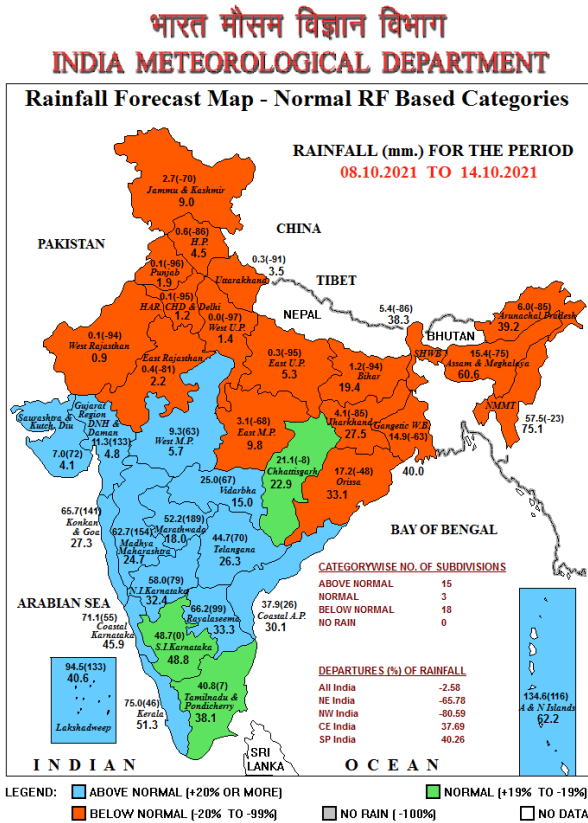 भारत मौसम विज्ञान विभाग
INDIA METEOROLOGICAL DEPARTMENT
Rainfall Forecast Map - Normal RF Based Categories
RAINFALL (mm.) FOR THE PERIOD
08.10.2021 TO 14.10.2021
2.7(-70)
Jammu & Kashmir
9.0
0.6(-86)
H.P.
4.5
CHINA
PAKISTAN
0.1(-96)
Punjab
1.9
Uttarakhand
0.3(-91)
3.5
TIBET
0.1(-95)
HAR. CHD & Delhi
1.2
0.0(-97)
West U.P.
1.4
NEPAL
5.4(-86)
38.3
BHUTAN
6.0(-85)
Arunachal Pradesh
39.2
0.1(-94)
West Rajasthan
0.9
East Rajasthan
0.4(-81)
2.2
0.3(-95)
East U.P.
5.3
1.2(-94)
Bihar
19.4
SHWB
15.4(-75)
Assam & Meghalaya
60.6
NMMT
57.5(-23)
75.1
Saurashtra &
Kutch, Diu
7.0(72)
4.1
Gujarat
Region
DNH &
Daman
11.3(133)
4.8
9.3(63)
West M.P.
5.7
3.1(-68)
East M.P.
9.8
4.1(-85)
Jharkhand
27.5
Gangetic W.B.
14.9(-63)
40.0
21.1(-8)
Chhattisgarh
22.9
17.2(-48)
Orissa
33.1
25.0(67)
Vidarbha
15.0
65.7(141)
Konkan
& Goa
27.3
62.7(154)
Madhya
Maharashtra
24.7
52.2(189)
Marathwada
18.0
44.7(70)
Telangana
26.3
BAY OF BENGAL
58.0(79)
N.I.Karnataka
32.4
66.2(99)
Rayalaseema
33.3
37.9(26)
Coastal A.P.
30.1
ARABIAN SEA
71.1(55)
Coastal
Karnataka
45.9
48.7(0)
S.I.Karnataka
48.8
40.8(7)
Tamilnadu &
Pondicherry
38.1
75.0(46)
Kerala
51.3
94.5(133)
40.6
Lakshadweep
134.6(116)
A & N Islands
62.2
CATEGORYWISE NO. OF SUBDIVISIONS
ABOVE NORMAL 15
NORMAL 3
BELOW NORMAL 18
NO RAIN 0
DEPARTURES (%) OF RAINFALL
All India -2.58
NE India -65.78
NW India -80.59
CE India 37.69
SP India 40.26
SRI
LANKA
INDIAN OCEAN
LEGEND: ABOVE NORMAL (+20% OR MORE) NORMAL (+19% TO -19%)
BELOW NORMAL (-20% TO -99%) NO RAIN (-100%) NO DATA